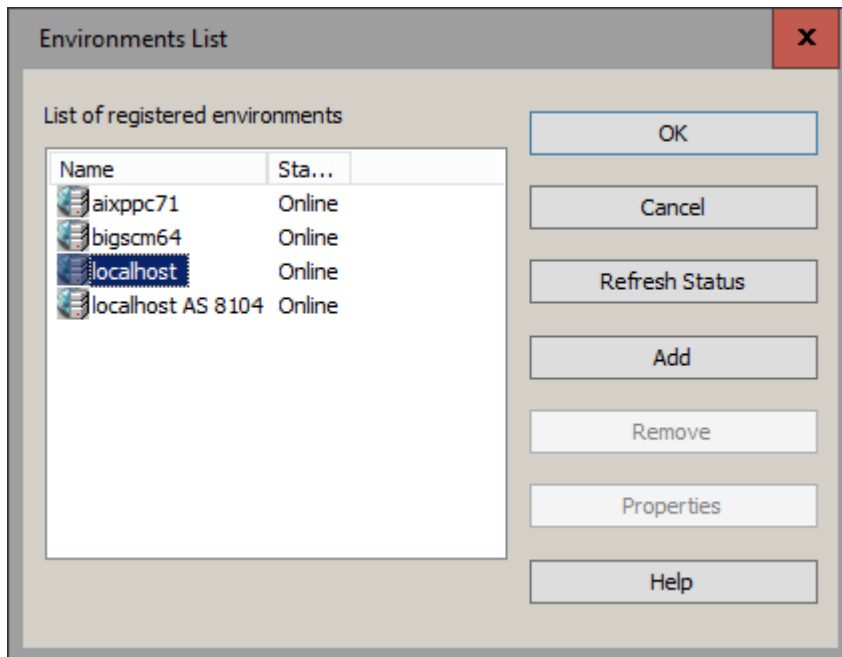 Environments List
x
List of registered environments
Name Sta...
aixppc71 Online
bigscm64 Online
localhost Online
localhost AS 8104 Online
OK
Cancel
Refresh Status
Add
Remove
Properties
Help